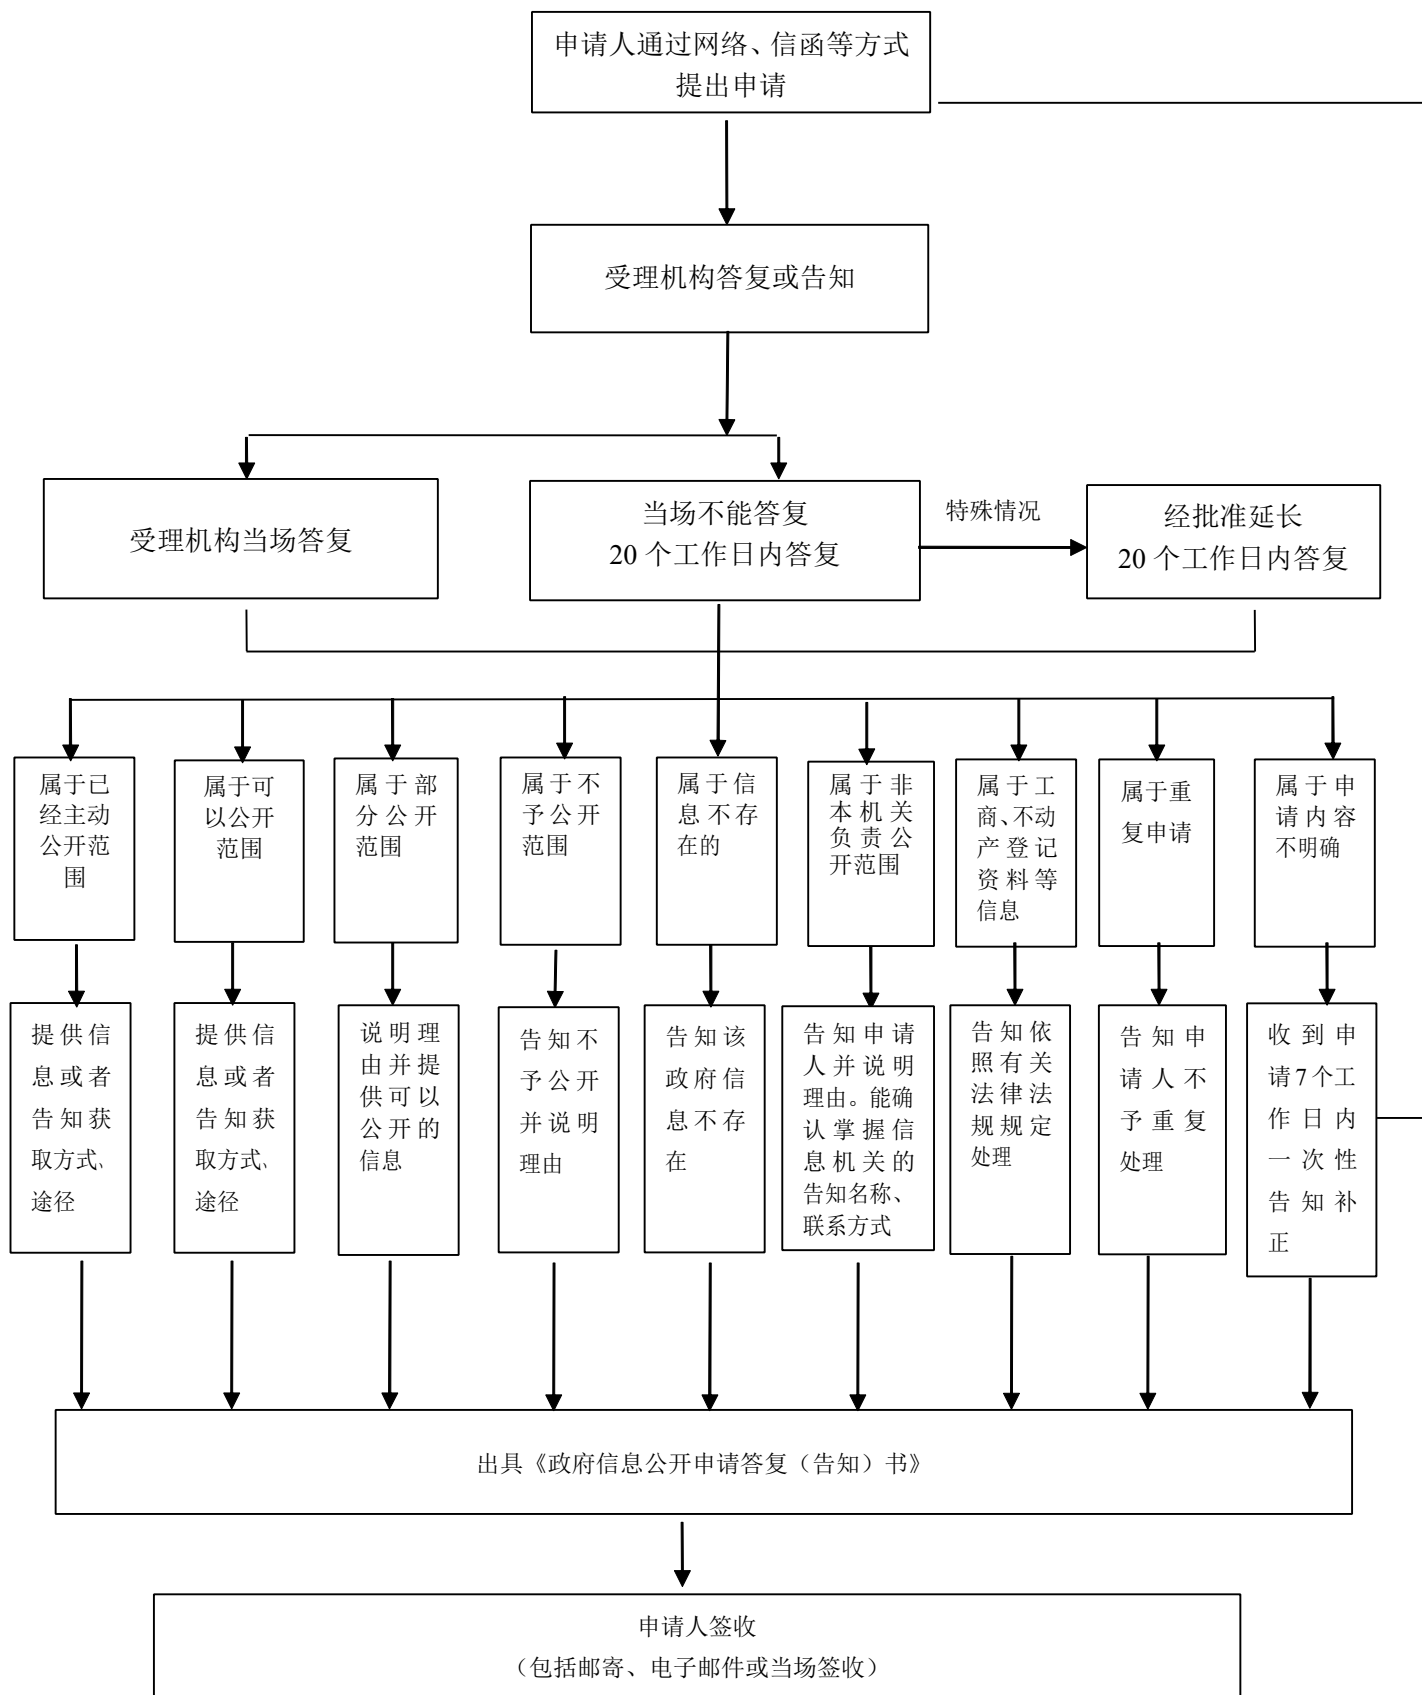 申请人通过网络、信函等方式
提出申请
受理机构答复或告知
受理机构当场答复
当场不能答复
20 个工作日内答复
特殊情况
经批准延长
20 个工作日内答复
属于已
经主动
公开范
围
属于可
以公开
范围
属于部
分公开
范围
属于不
予公开
范围
属于信
息不存
在的
属于非
本机关
负责公
开范围
属于工
商、不动
产登记
资料等
信息
属于重
复申请
属于申
请内容
不明确
提供信
息或者
告知获
取方式、
途径
提供信
息或者
告知获
取方式、
途径
说明理
由并提
供可以
公开的
信息
告知不
予公开
并说明
理由
告知该
政府信
息不存
在
告知申请
人并说明
理由。能确
认掌握信
息机关的
告知名称、
联系方式
告知依
照有关
法律法
规规定
处理
告知申
请人不
予重复
处理
收到申
请7个工
作日内
一次性
告知补
正
出具《政府信息公开申请答复（告知）书》
申请人签收
（包括邮寄、电子邮件或当场签收）